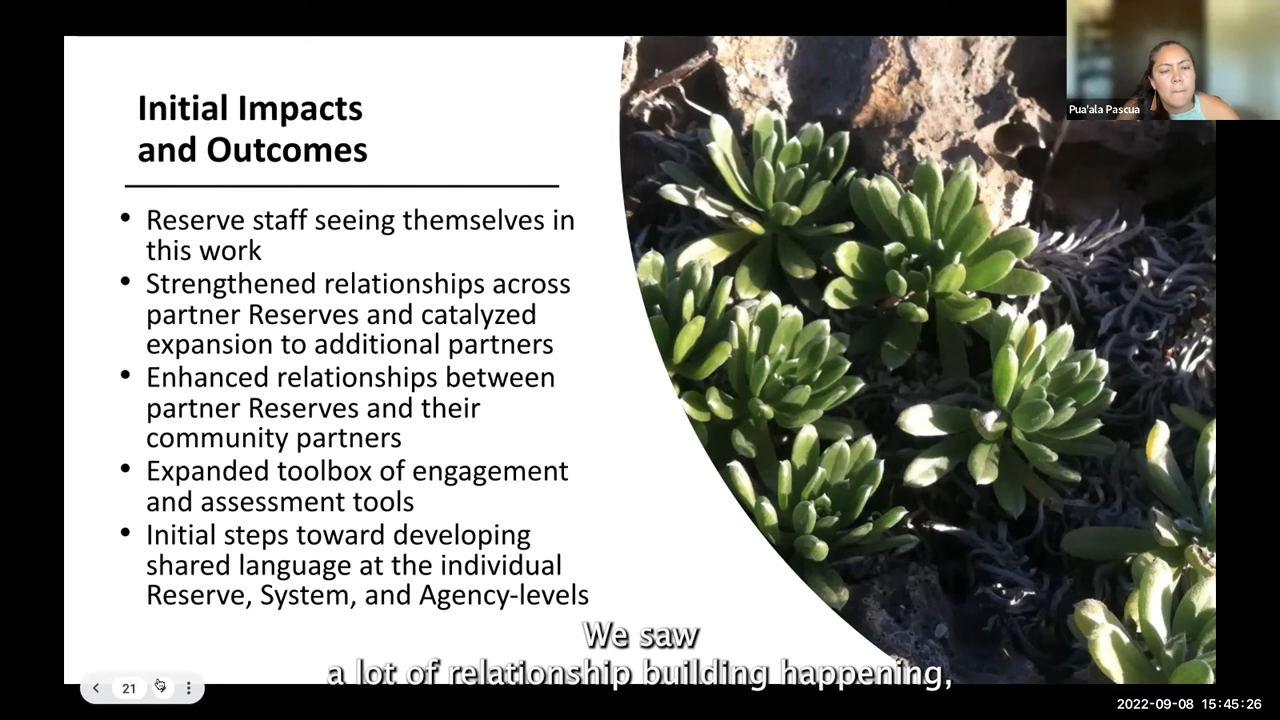 Pua'ala Pascua
Initial Impacts
and Outcomes
• Reserve staff seeing themselves in
this work
• Strengthened relationships across
partner Reserves and catalyzed
expansion to additional partners
• Enhanced relationships between
partner Reserves and their
community partners
• Expanded toolbox of engagement
and assessment tools
• Initial steps toward developing
shared language at the individual
Reserve, System, and Agency-levels
We saw
a lot of relationship building happening,
21
2022-09-08 15:45:26